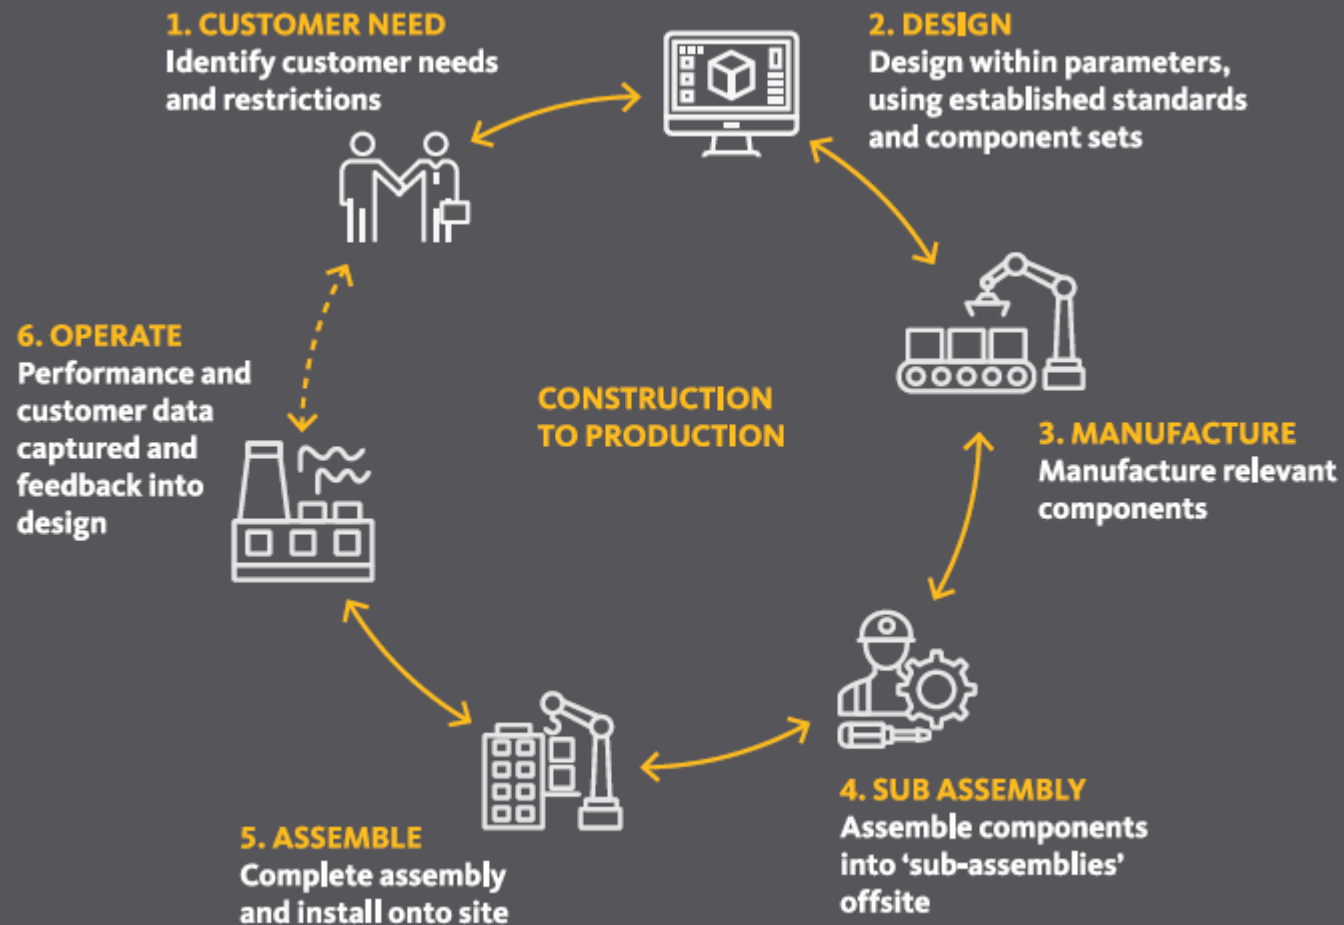 1. CUSTOMER NEED
Identify customer needs
and restrictions
2. DESIGN
Design within parameters,
using established standards
and component sets
3. MANUFACTURE
Manufacture relevant
components
4. SUB ASSEMBLY
Assemble components
into ‘sub-assemblies’
offsite
5. ASSEMBLE
Complete assembly
and install onto site
6. OPERATE
Performance and
customer data
captured and
feedback into
design
CONSTRUCTION
TO PRODUCTION